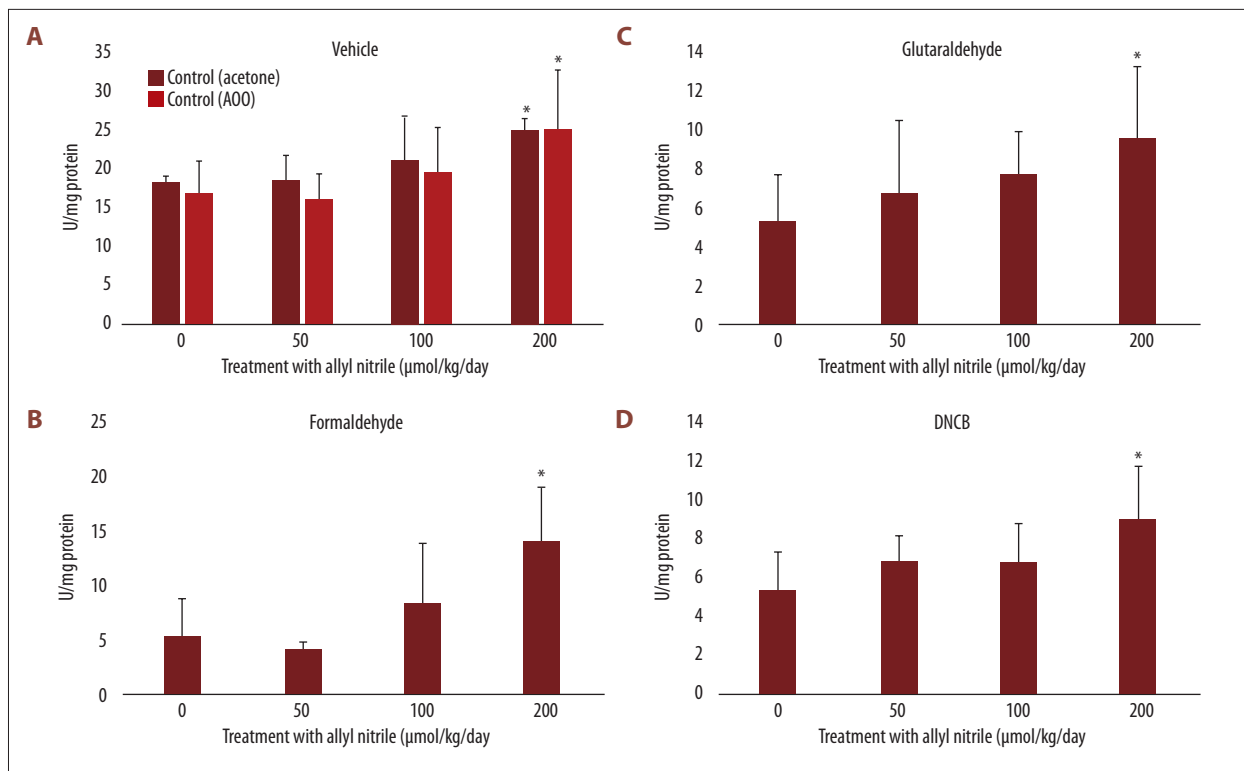 A
Vehicle
35
30
25
20
15
10
5
0
U/mg protein
Control (acetone)
Control (AOO)
*
*
0 50 100 200
Treatment with allyl nitrile (μmol/kg/day
C
Glutaraldehyde
14
12
10
8
6
4
2
0
U/mg protein
*
0 50 100 200
Treatment with allyl nitrile (μmol/kg/day
B
Formaldehyde
25
20
15
10
5
0
U/mg protein
*
0 50 100 200
Treatment with allyl nitrile (μmol/kg/day
D
DNCB
14
12
10
8
6
4
2
0
U/mg protein
*
0 50 100 200
Treatment with allyl nitrile (μmol/kg/day